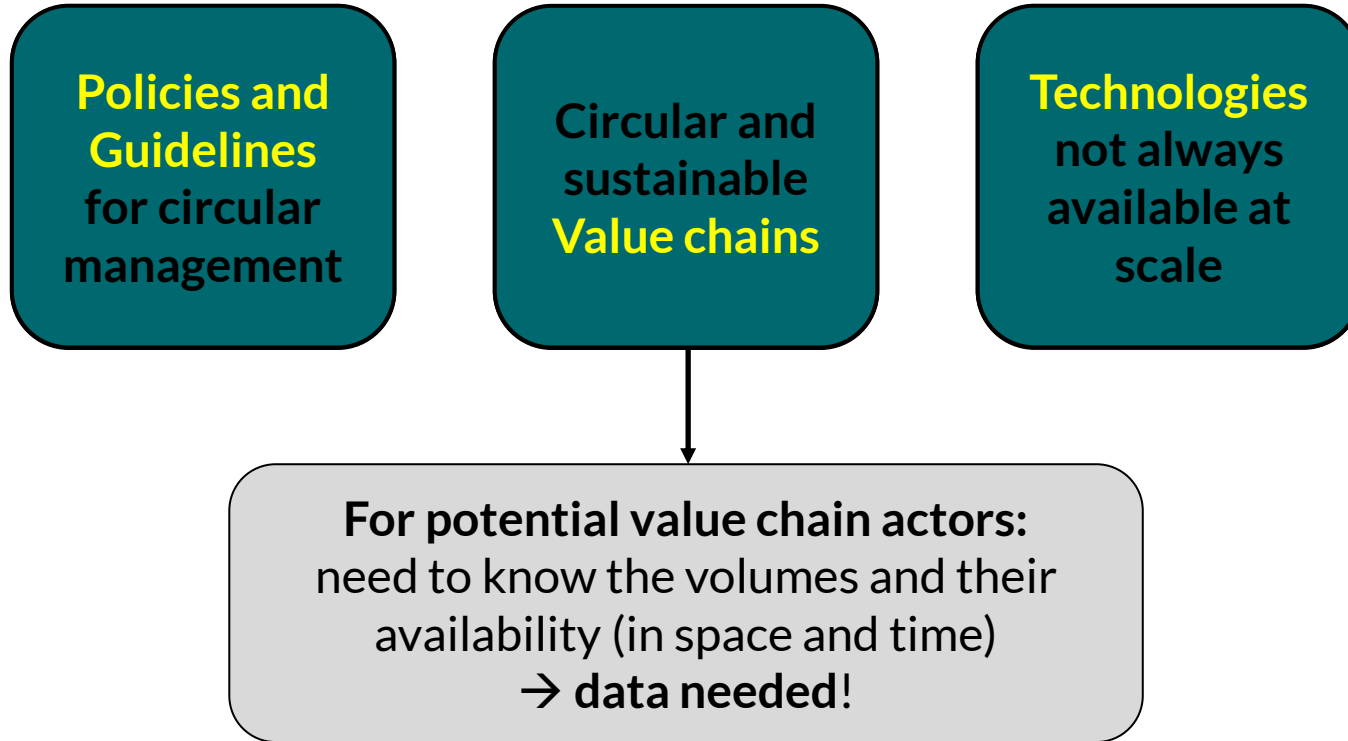 Policies and
Guidelines
for circular
management
Circular and
sustainable
Value chains
Technologies
not always
available at
scale
For potential value chain actors:
need to know the volumes and their
availability (in space and time)
→ data needed!